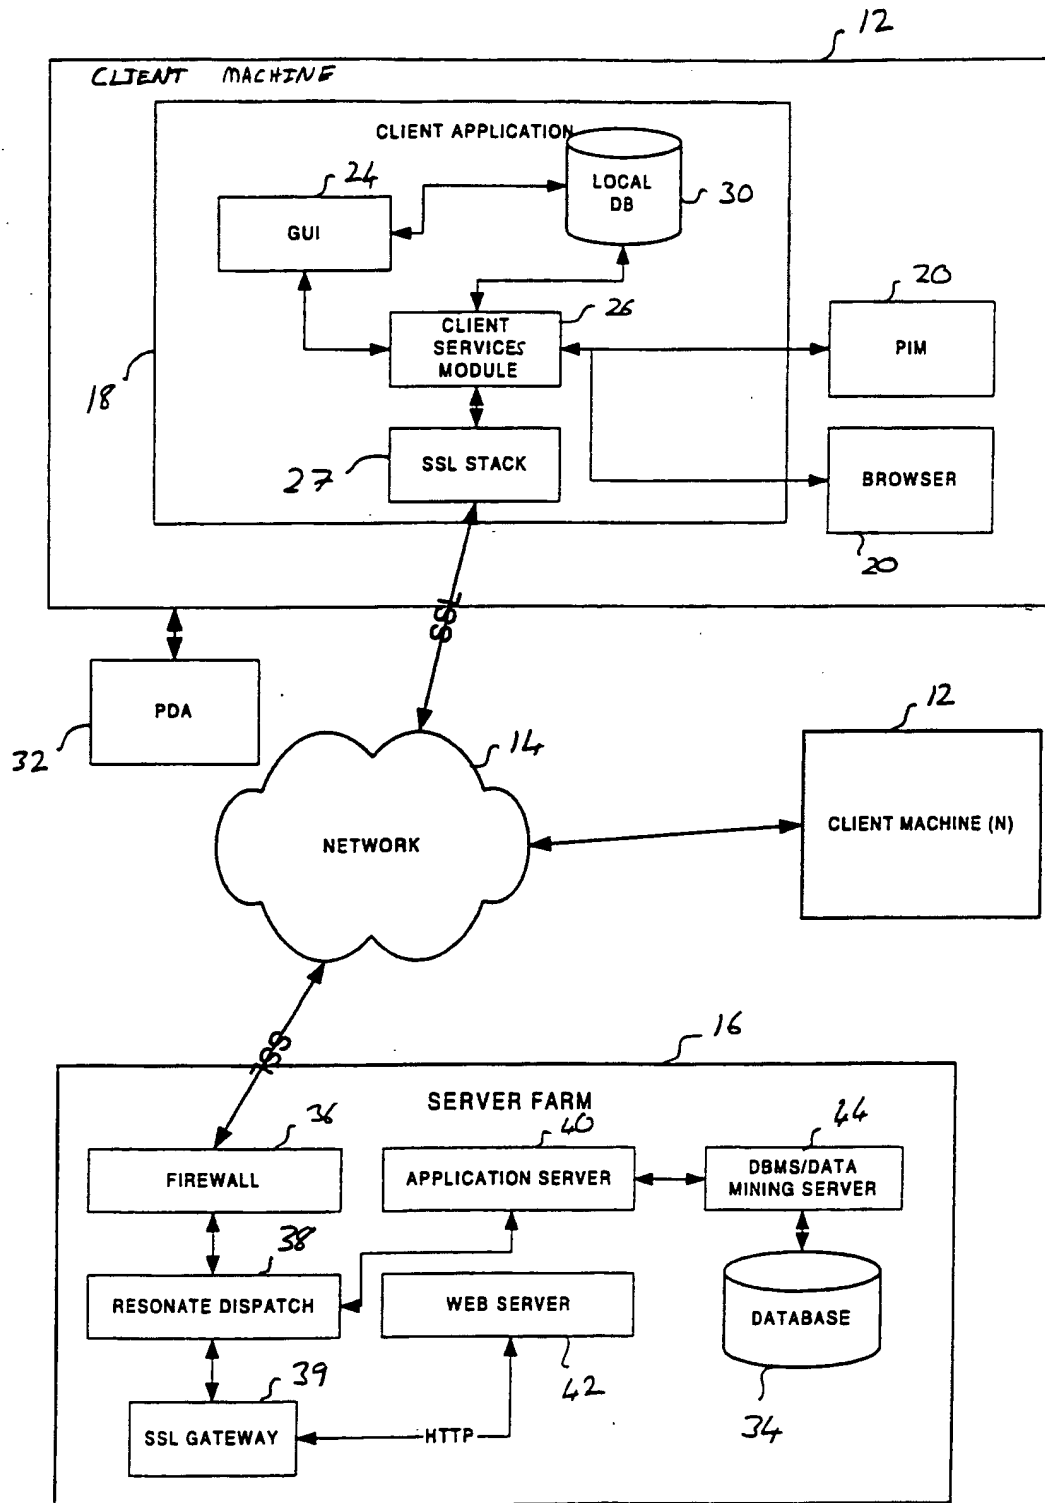 12
CLIENT MACHINE
CLIENT APPLICATION
24
GUI
LOCAL
DB
30
26
CLIENT
SERVICES
MODULE
20
PIM
18
27
SSL STACK
BROWSER
20
SSL
PDA
32
14
NETWORK
12
CLIENT MACHINE (N)
SSL
16
SERVER FARM
36
FIREWALL
40
APPLICATION SERVER
44
DBMS/DATA
MINING SERVER
38
RESONATE DISPATCH
WEB SERVER
42
DATABASE
34
39
SSL GATEWAY
HTTP